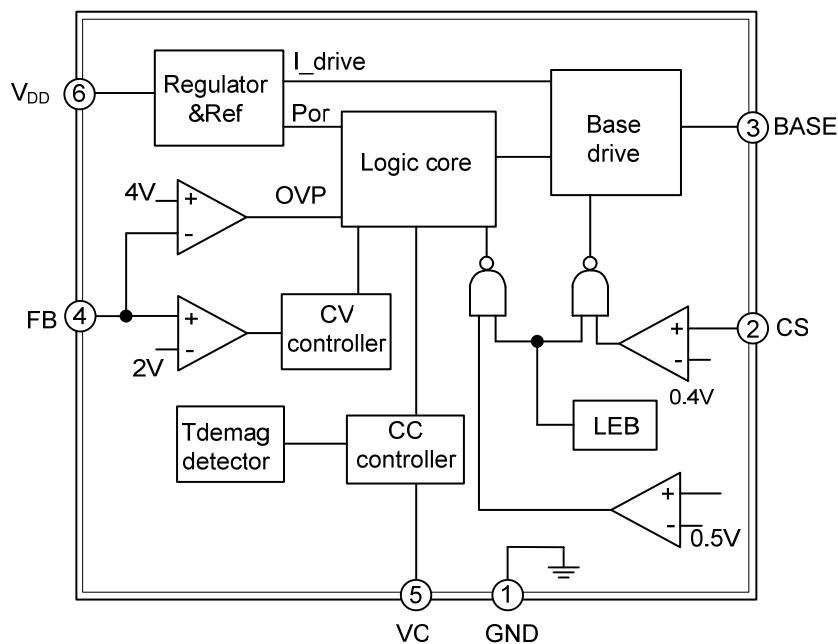 I_drive
Regulator
&Ref
VDD
6
Por
Base
drive
3
BASE
Logic core
4V
+
-
OVP
FB
4
+
-
2V
CV
controller
+
-
0.4V
2
CS
LEB
Tdemag
detector
CC
controller
+
-
0.5V
5
VC
1
GND